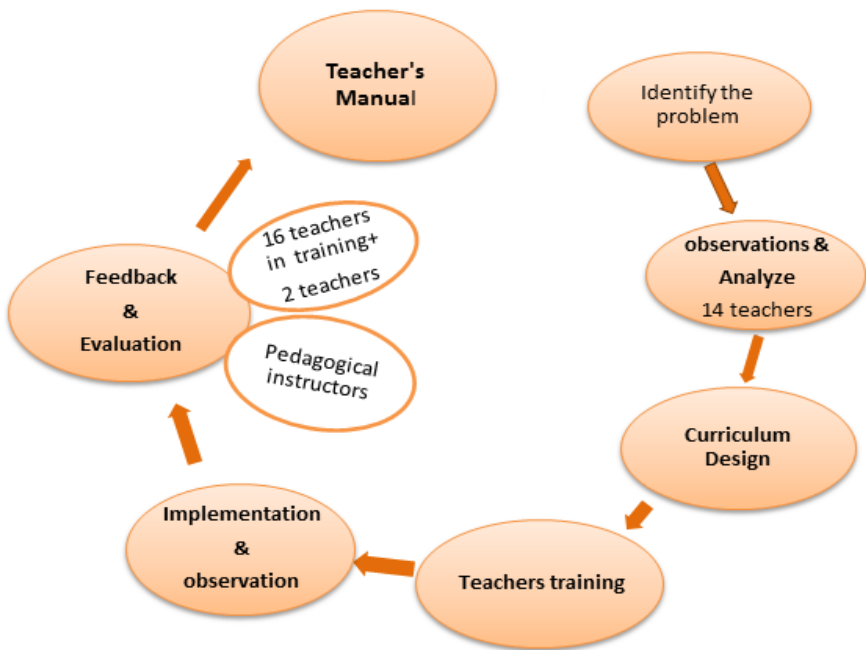 Identify the
problem
observations &
Analyze
14 teachers
Curriculum
Design
Teachers training
Implementation
&
observation
Feedback
&
Evaluation
16 teachers
in training+
2 teachers
Pedagogical
instructors
Teacher's
Manual